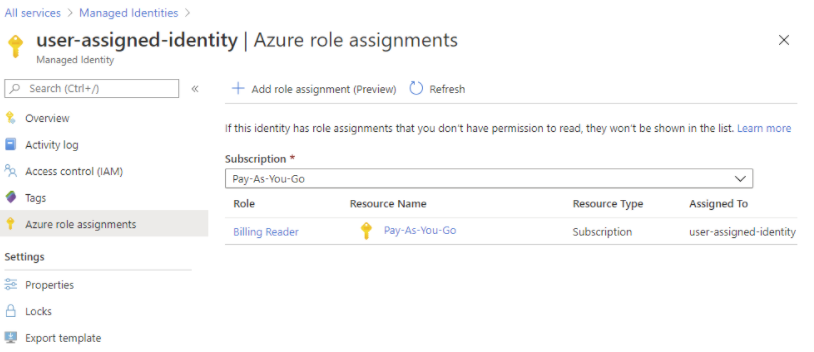 All services > Managed Identities >
user-assigned-identity | Azure role assignments
Managed Identity
Search (Ctrl+/)
«
+ Add role assignment (Preview) Refresh
Overview
Activity log
Access control (IAM)
Tags
Azure role assignments
Settings
Properties
Locks
Export template
If this identity has role assignments that you don't have permission to read, they won't be shown in the list. Learn more
Subscription *
Pay-As-You-Go
Role Resource Name Resource Type Assigned To
Billing Reader Pay-As-You-Go Subscription user-assigned-identity